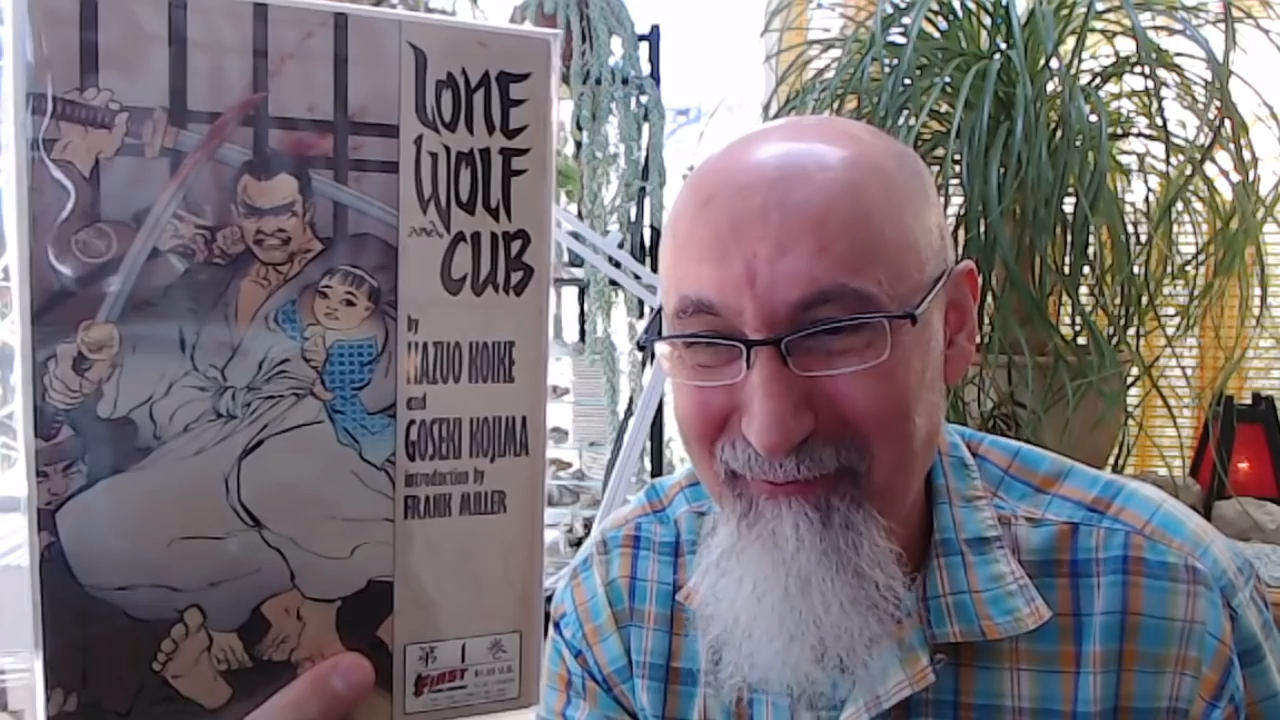 LONE
WOLF
and
CUB
by
KAZUO KOIKE
and
GOSEKI KOJIMA
introduction by
FRANK MILLER
第 1 巻
FIRST